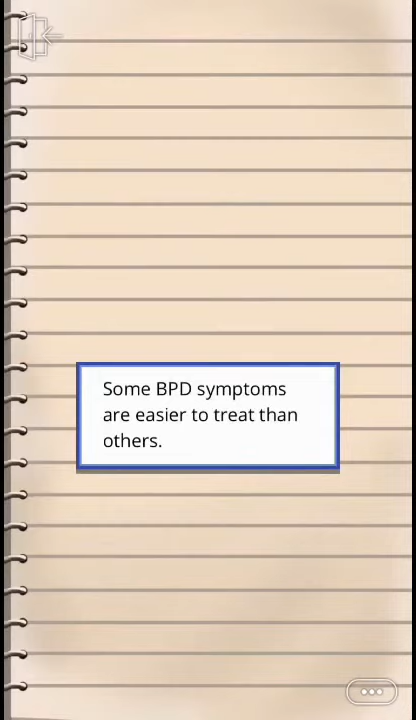 Some BPD symptoms
are easier to treat than
others.